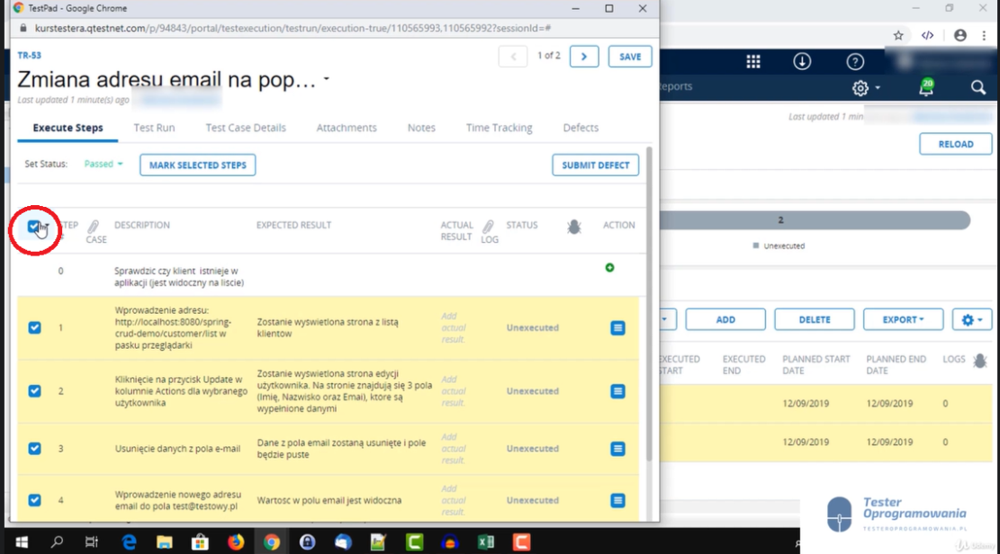 TestPad - Google Chrome
kurstestera.qtestnet.com/p/94843/portal/testexecution/testrun/execution-true/110565993,110565992?sessionId=#
TR-53
1 of 2
SAVE
Zmiana adresu email na pop...
Last updated 1 minute(s) ago
Execute Steps Test Run Test Case Details Attachments Notes Time Tracking Defects
Set Status: Passed MARK SELECTED STEPS SUBMIT DEFECT
TEP CASE DESCRIPTION EXPECTED RESULT ACTUAL RESULT LOG STATUS ACTION
0
Sprawdzic czy klient istnieje w
aplikacji (jest widoczny na liscie)
1
Wprowadzenie adresu:
http://localhost:8080/spring-
crud-demo/customer/list w
pasku przeglądarki
Zostanie wyswietlona strona z listą
klientow
Add
actual
result.
Unexecuted
2
Kliknięcie na przycisk Update w
kolumnie Actions dla wybranego
użytkownika
Zostanie wyswietlona strona edycji
użytkownika. Na stronie znajdują się 3 pola
(Imię, Nazwisko oraz Emai), ktore są
wypełnione danymi
Add
actual
result.
Unexecuted
3
Usunięcie danych z pola e-mail
Dane z pola email zostaną usunięte i pole
będzie puste
Add
actual
result.
Unexecuted
4
Wprowadzenie nowego adresu
email do pola test@testowy.pl
Wartosc w polu email jest widoczna
Add
actual
result.
Unexecuted
20
eports
Last updated 1 min
RELOAD
2
Unexecuted
ADD DELETE EXPORT
EXECUTED
START
EXECUTED
END
PLANNED START
DATE
PLANNED END
DATE
LOGS
12/09/2019 12/09/2019 0
12/09/2019 12/09/2019 0
Tester
Oprogramowania
TESTEROPROGRAMOWANIA.PL
Udemy